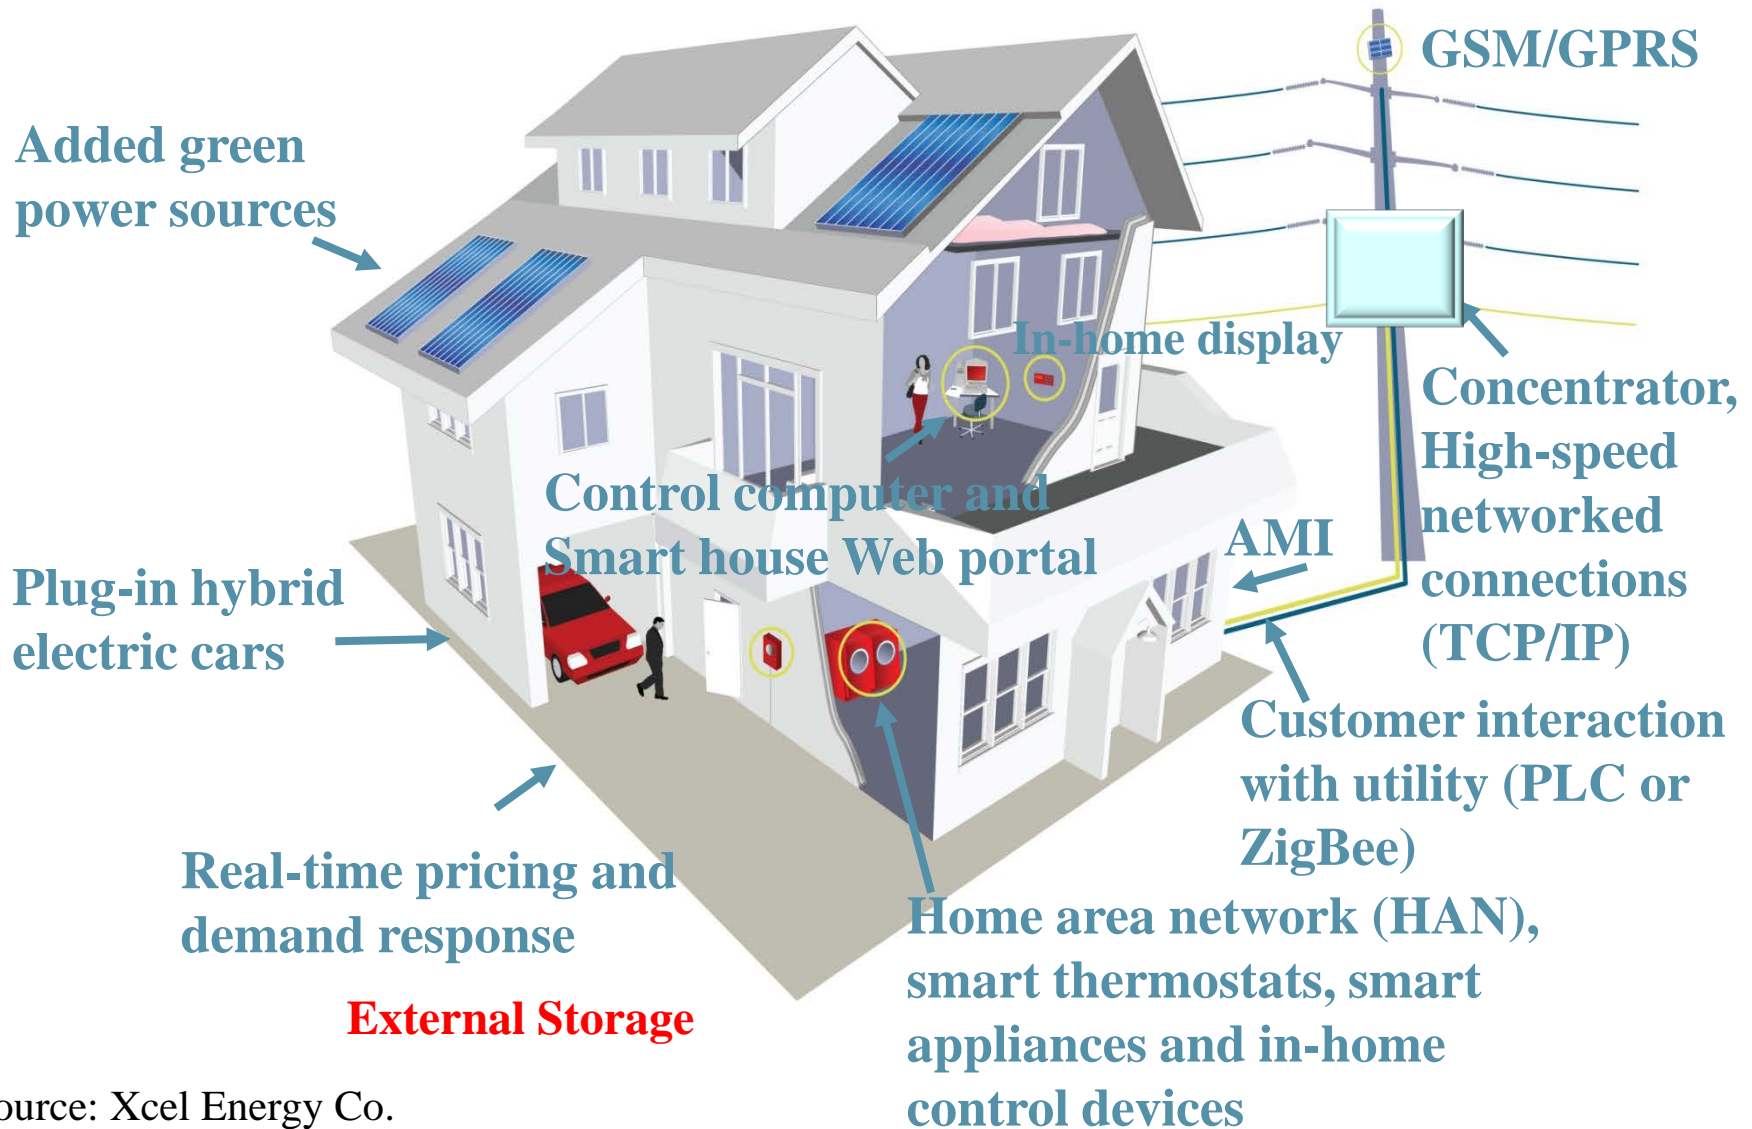 GSM/GPRS
Added green
power sources
In-home display
Concentrator,
High-speed
networked
connections
(TCP/IP)
Control computer and
Smart house Web portal
AMI
Plug-in hybrid
electric cars
Customer interaction
with utility (PLC or
ZigBee)
Real-time pricing and
demand response
Home area network (HAN),
smart thermostats, smart
appliances and in-home
control devices
External Storage
ource: Xcel Energy Co.